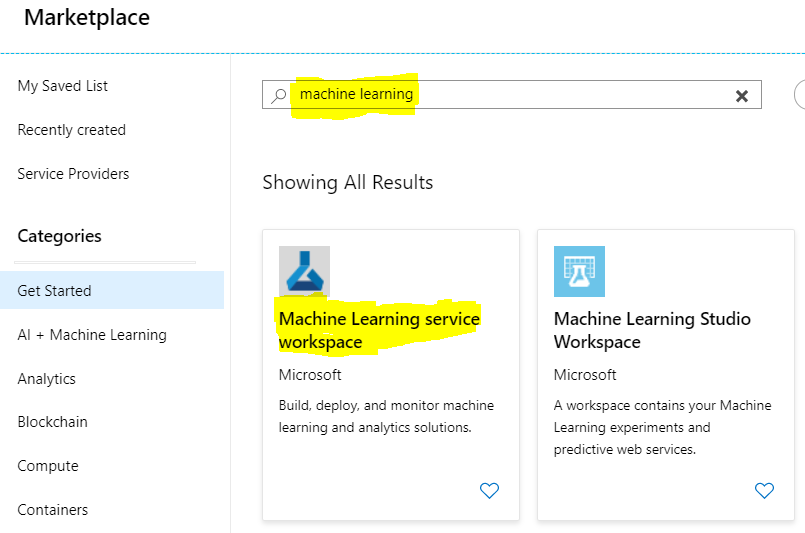 Marketplace
My Saved List
Recently created
Service Providers
Categories
Get Started
AI + Machine Learning
Analytics
Blockchain
Compute
Containers
machine learning
Showing All Results
Machine Learning service
workspace
Microsoft
Build, deploy, and monitor machine
learning and analytics solutions.
Machine Learning Studio
Workspace
Microsoft
A workspace contains your Machine
Learning experiments and
predictive web services.